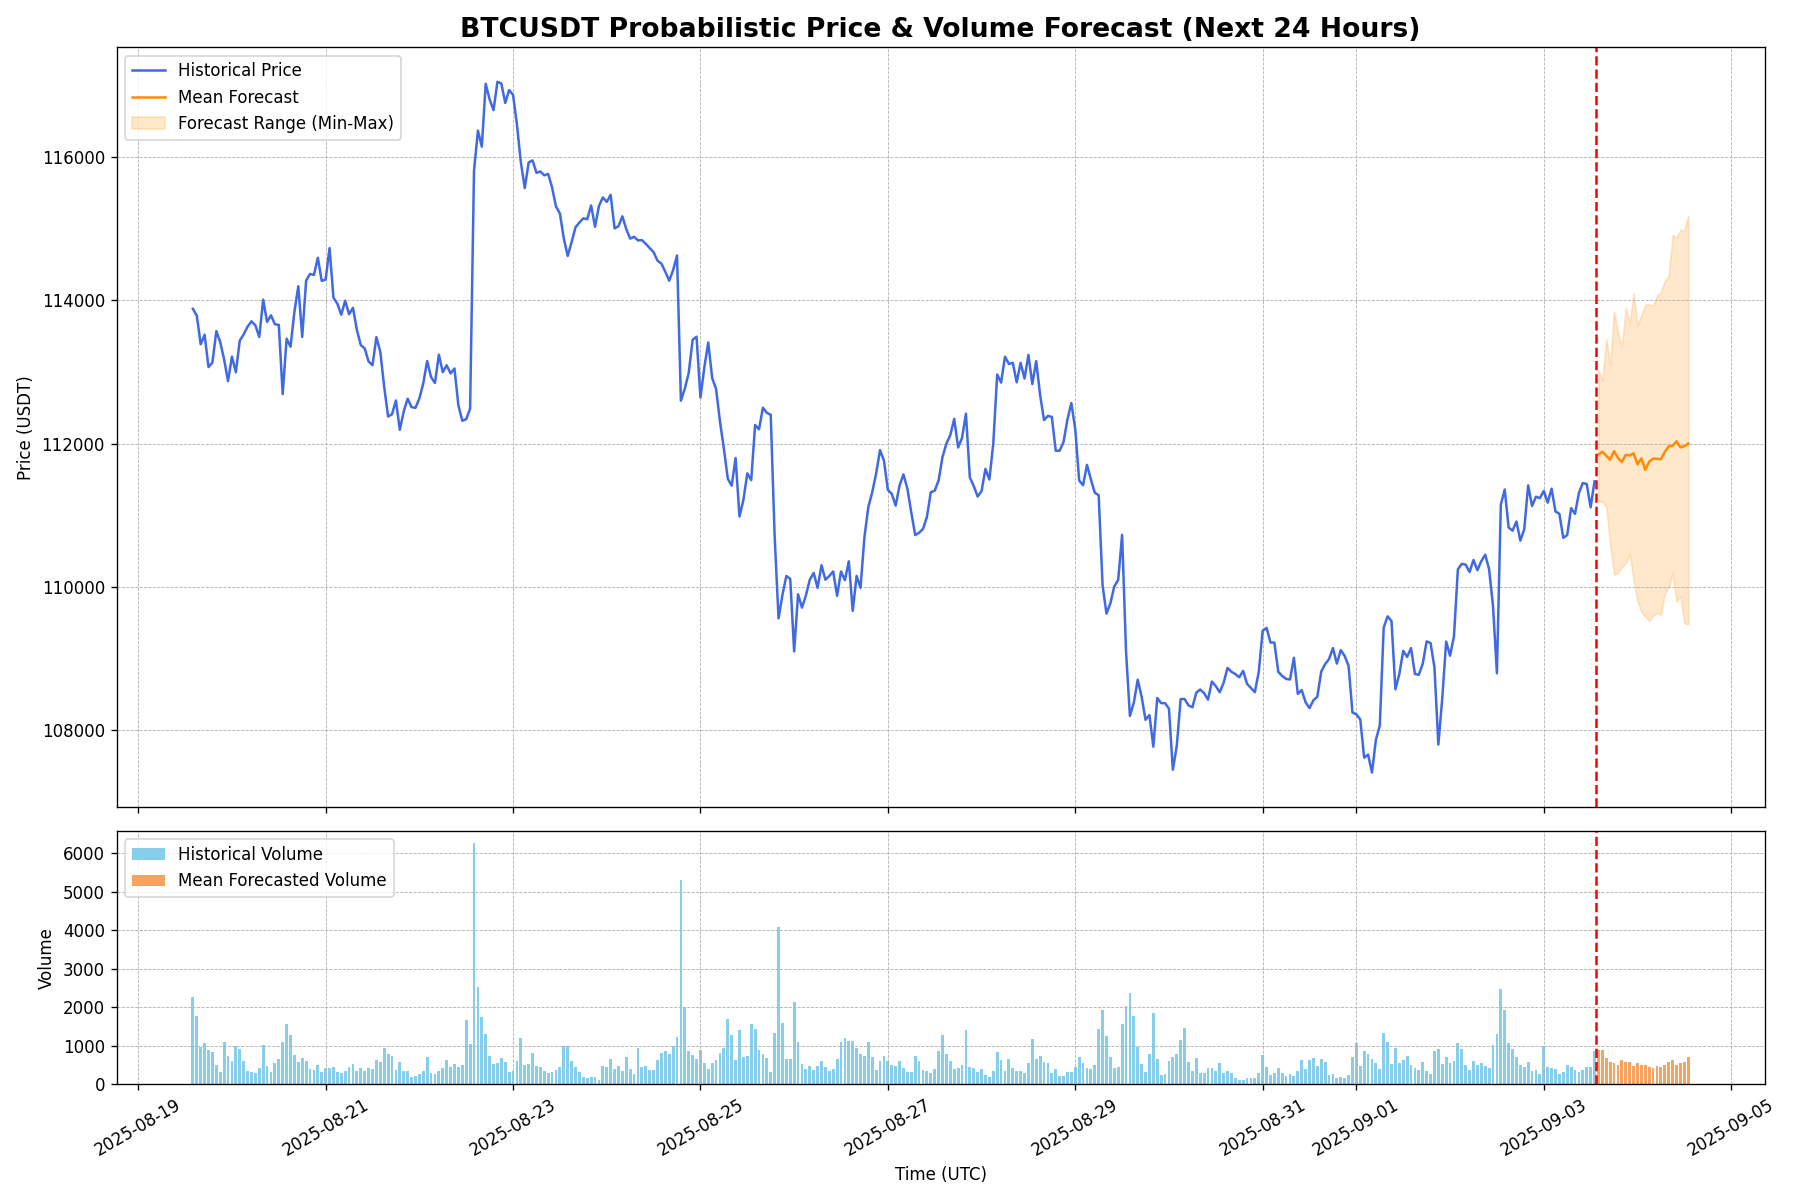 BTCUSDT Probabilistic Price & Volume Forecast (Next 24 Hours)
Historical Price
Mean Forecast
Forecast Range (Min-Max)
116000
114000
112000
110000
108000
Price (USDT)
Historical Volume
Mean Forecasted Volume
6000
5000
4000
3000
2000
1000
0
Volume
2025-08-19
2025-08-21
2025-08-23
2025-08-25
2025-08-27
2025-08-29
2025-08-31
2025-09-01
2025-09-03
2025-09-05
Time (UTC)